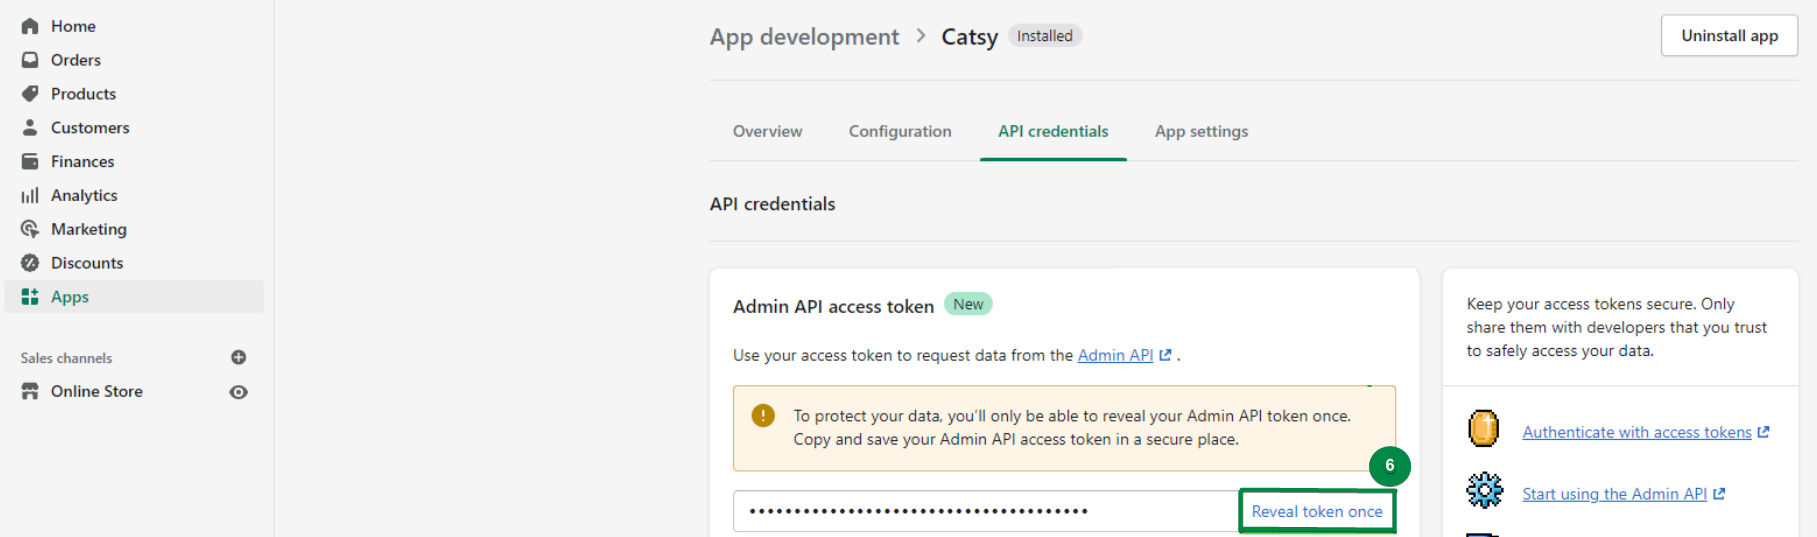 Home
Orders
Products
Customers
Finances
Analytics
Marketing
Discounts
Apps
Sales channels
Online Store
App development > Catsy Installed
Uninstall app
Overview Configuration API credentials App settings
API credentials
Admin API access token New
Use your access token to request data from the Admin API .
To protect your data, you'll only be able to reveal your Admin API token once.
Copy and save your Admin API access token in a secure place.
6
•••••••••••••••••••••••••••••••••••••• Reveal token once
Keep your access tokens secure. Only
share them with developers that you trust
to safely access your data.
Authenticate with access tokens
Start using the Admin API